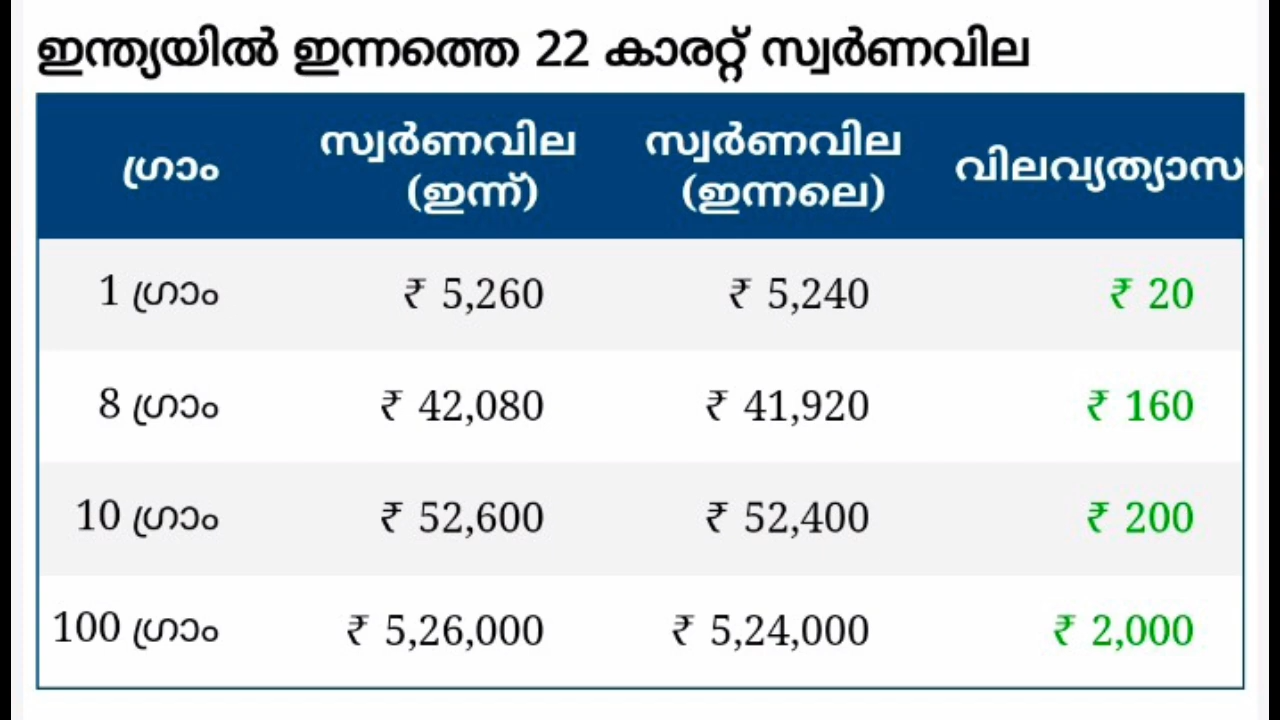 ഇന്ത്യയിൽ ഇന്നത്തെ 22 കാരറ്റ് സ്വർണവില
ഗ്രാം സ്വർണവില (ഇന്ന്) സ്വർണവില (ഇന്നലെ) വിലവ്യത്യാസ
1 ഗ്രാം ₹ 5,260 ₹ 5,240 ₹ 20
8 ഗ്രാം ₹ 42,080 ₹ 41,920 ₹ 160
10 ഗ്രാം ₹ 52,600 ₹ 52,400 ₹ 200
100 ഗ്രാം ₹ 5,26,000 ₹ 5,24,000 ₹ 2,000